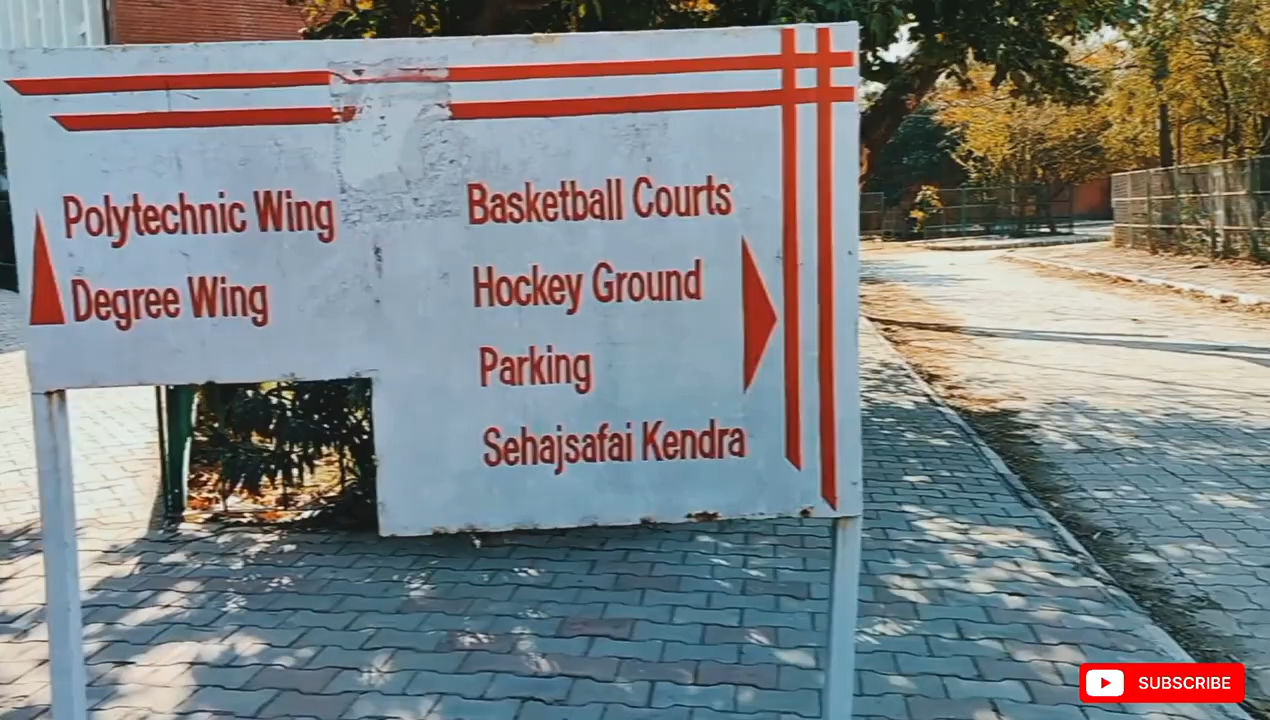 Polytechnic Wing
Degree Wing
Basketball Courts
Hockey Ground
Parking
Sehajsafai Kendra
SUBSCRIBE